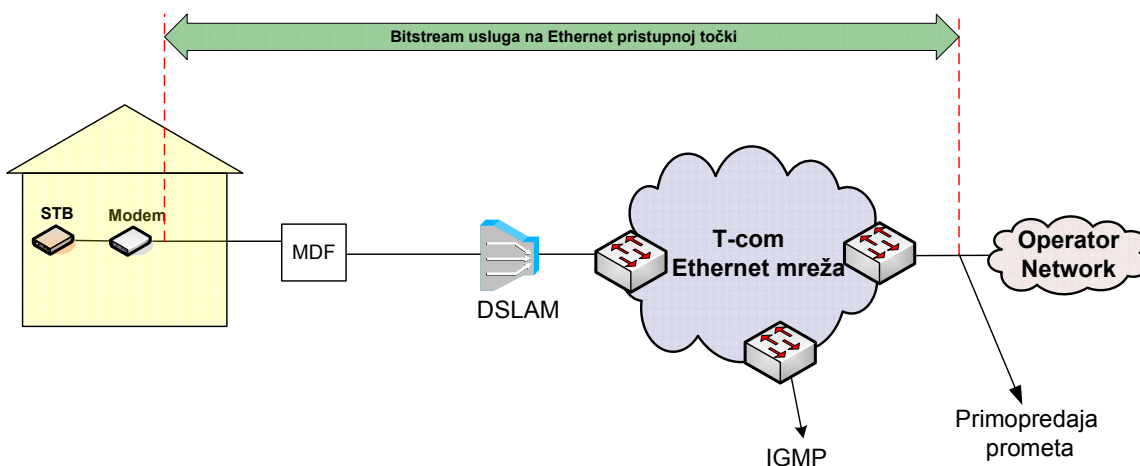 Bitstream usluga na Ethernet pristupnoj točki
STB
Modem
MDF
DSLAM
T-com
Ethernet mreža
Operator
Network
IGMP
Primopredaja
prometa